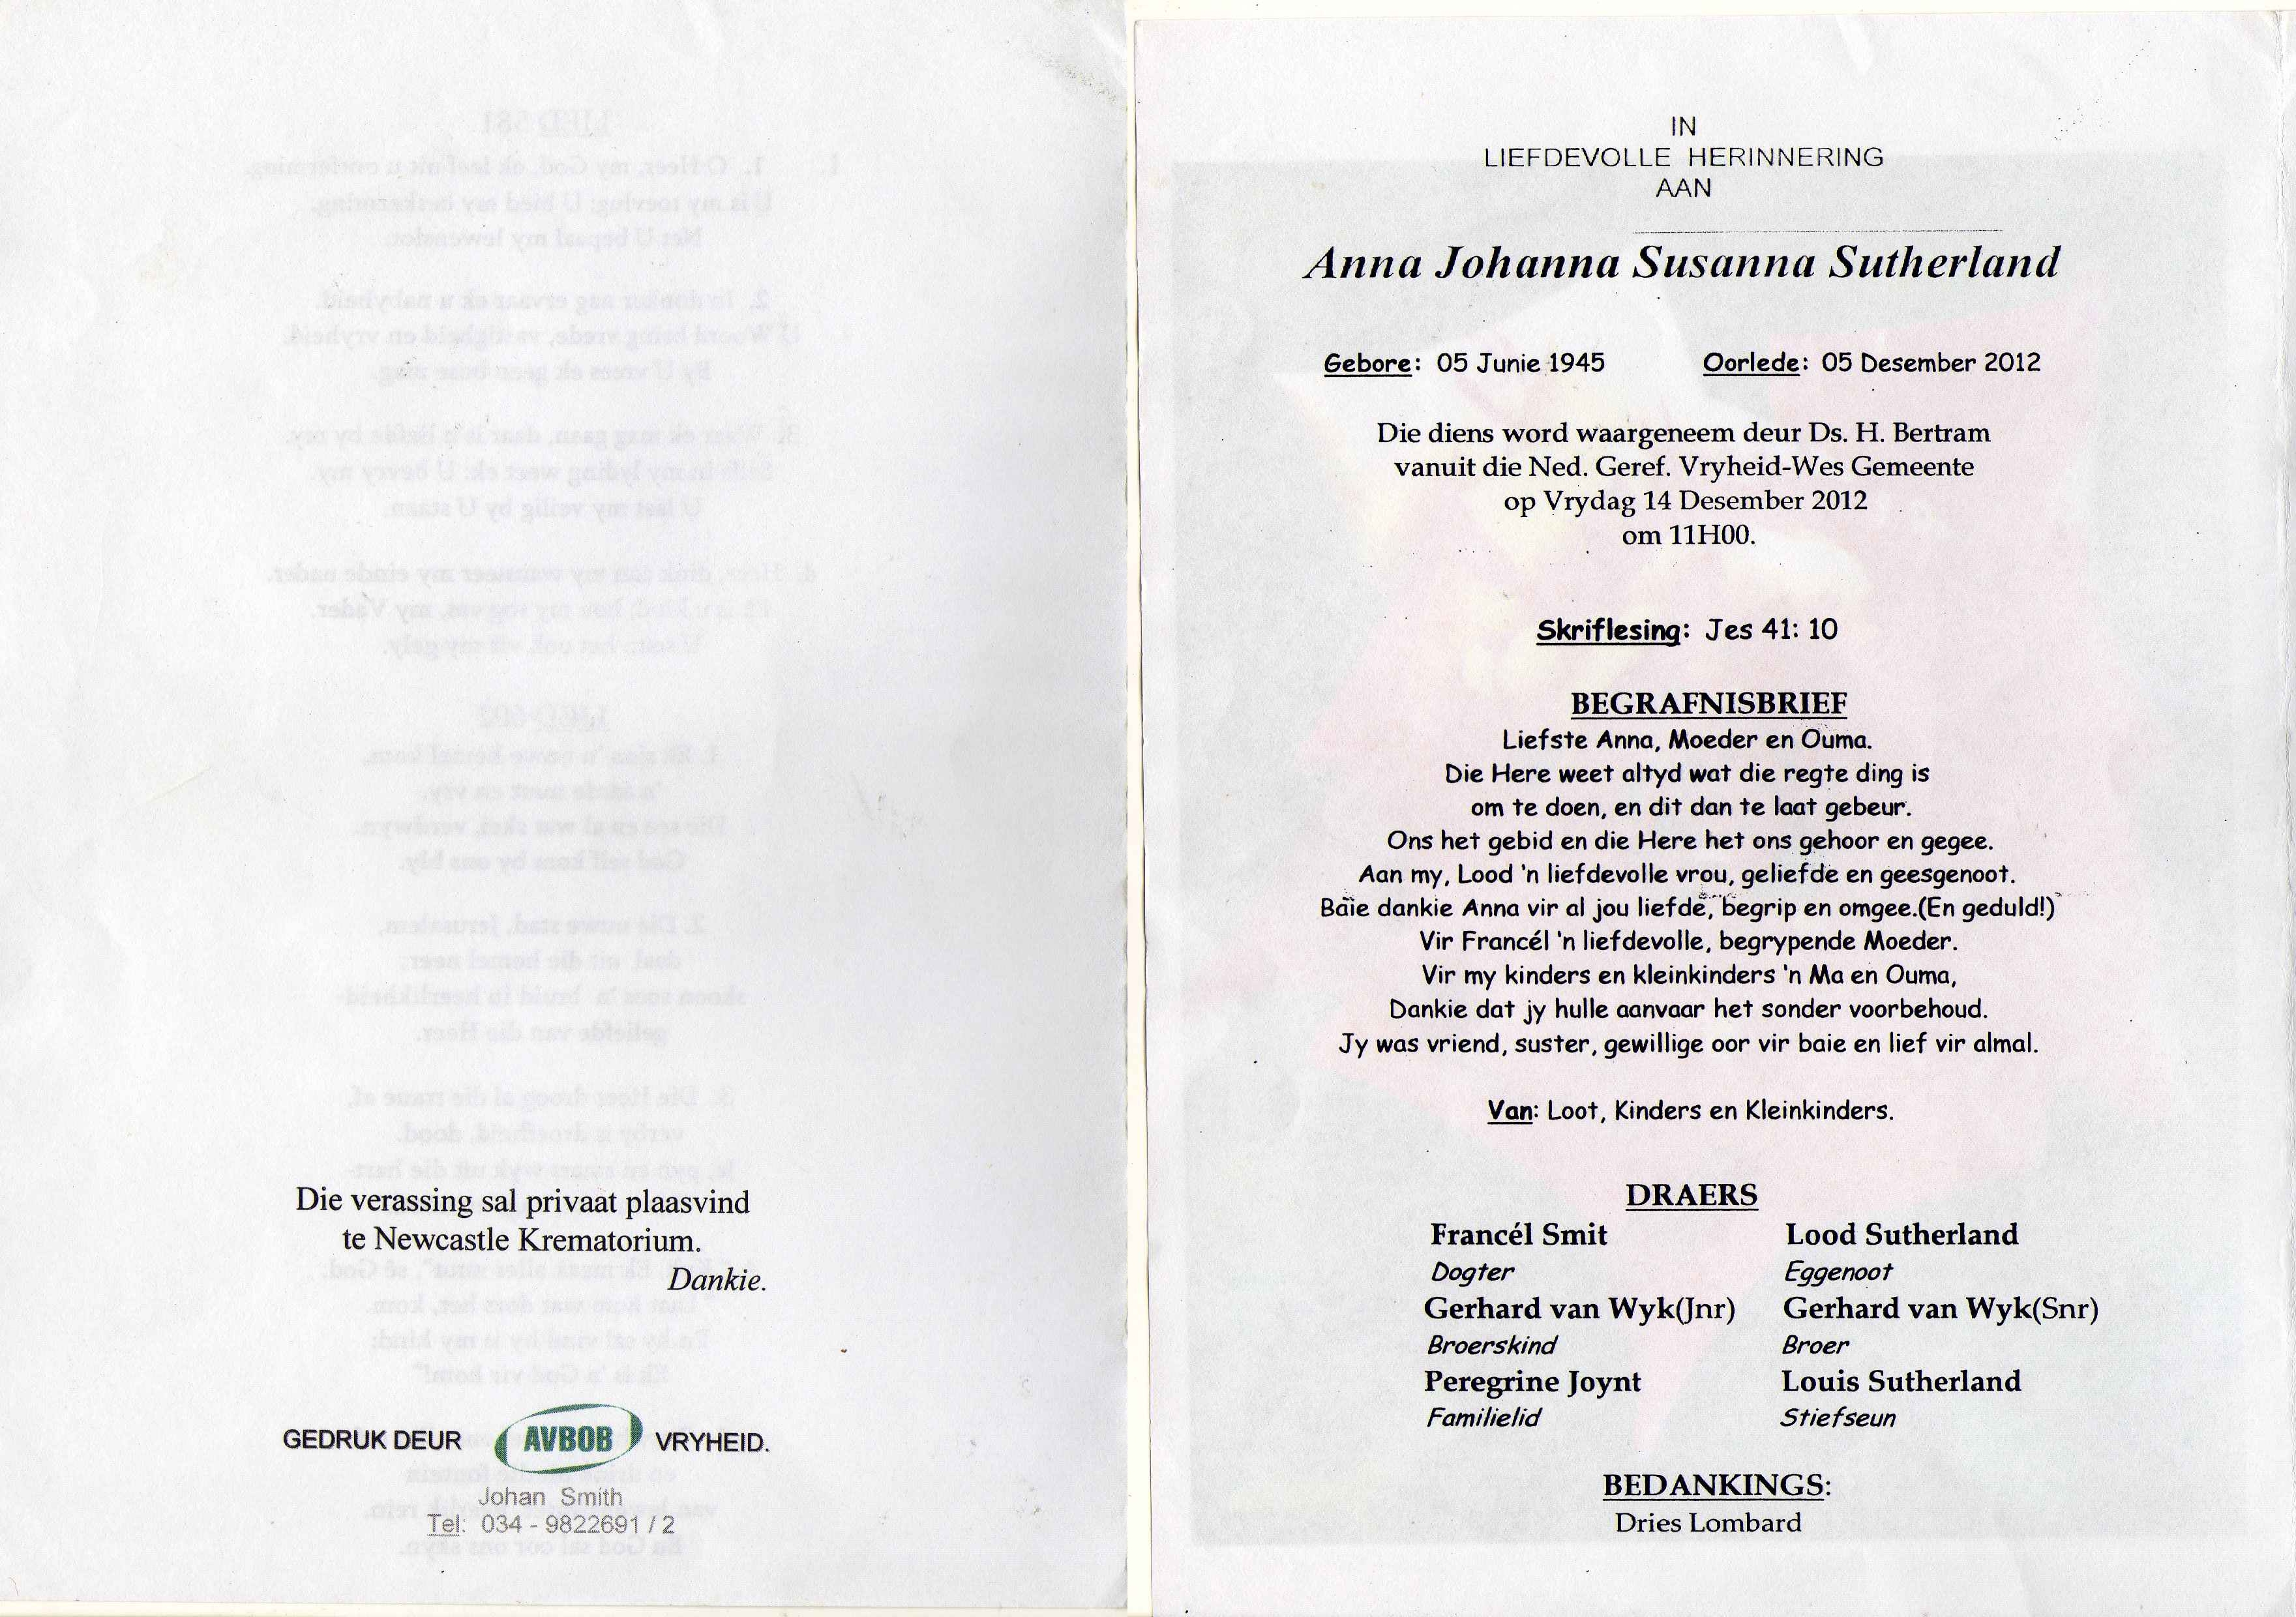 Die verassing sal privaat plaasvind
te Newcastle Krematorium.
Dankie.
GEDRUK DEUR AVBOB VRYHEID.
Johan Smith
Tel: 034 - 9822691 / 2
IN
LIEFDEVOLLE HERINNERING
AAN
Anna Johanna Susanna Sutherland
Gebore: 05 Junie 1945 Oorlede: 05 Desember 2012
Die diens word waargeneem deur Ds. H. Bertram
vanuit die Ned. Geref. Vryheid-Wes Gemeente
op Vrydag 14 Desember 2012
om 11H00.
Skriflesing: Jes 41: 10
BEGRAFNISBRIEF
Liefste Anna, Moeder en Ouma.
Die Here weet altyd wat die regte ding is
om te doen, en dit dan te laat gebeur.
Ons het gebid en die Here het ons gehoor en gegee.
Aan my, Lood 'n liefdevolle vrou, geliefde en geesgenoot.
Baie dankie Anna vir al jou liefde, begrip en omgee.(En geduld!)
Vir Francél 'n liefdevolle, begrypende Moeder.
Vir my kinders en kleinkinders 'n Ma en Ouma,
Dankie dat jy hulle aanvaar het sonder voorbehoud.
Jy was vriend, suster, gewillige oor vir baie en lief vir almal.
Van: Loot, Kinders en Kleinkinders.
DRAERS
Francél Smit Lood Sutherland
Dogter Eggenoot
Gerhard van Wyk(Jnr) Gerhard van Wyk(Snr)
Broerskind Broer
Peregrine Joynt Louis Sutherland
Familielid Stiefseun
BEDANKINGS:
Dries Lombard